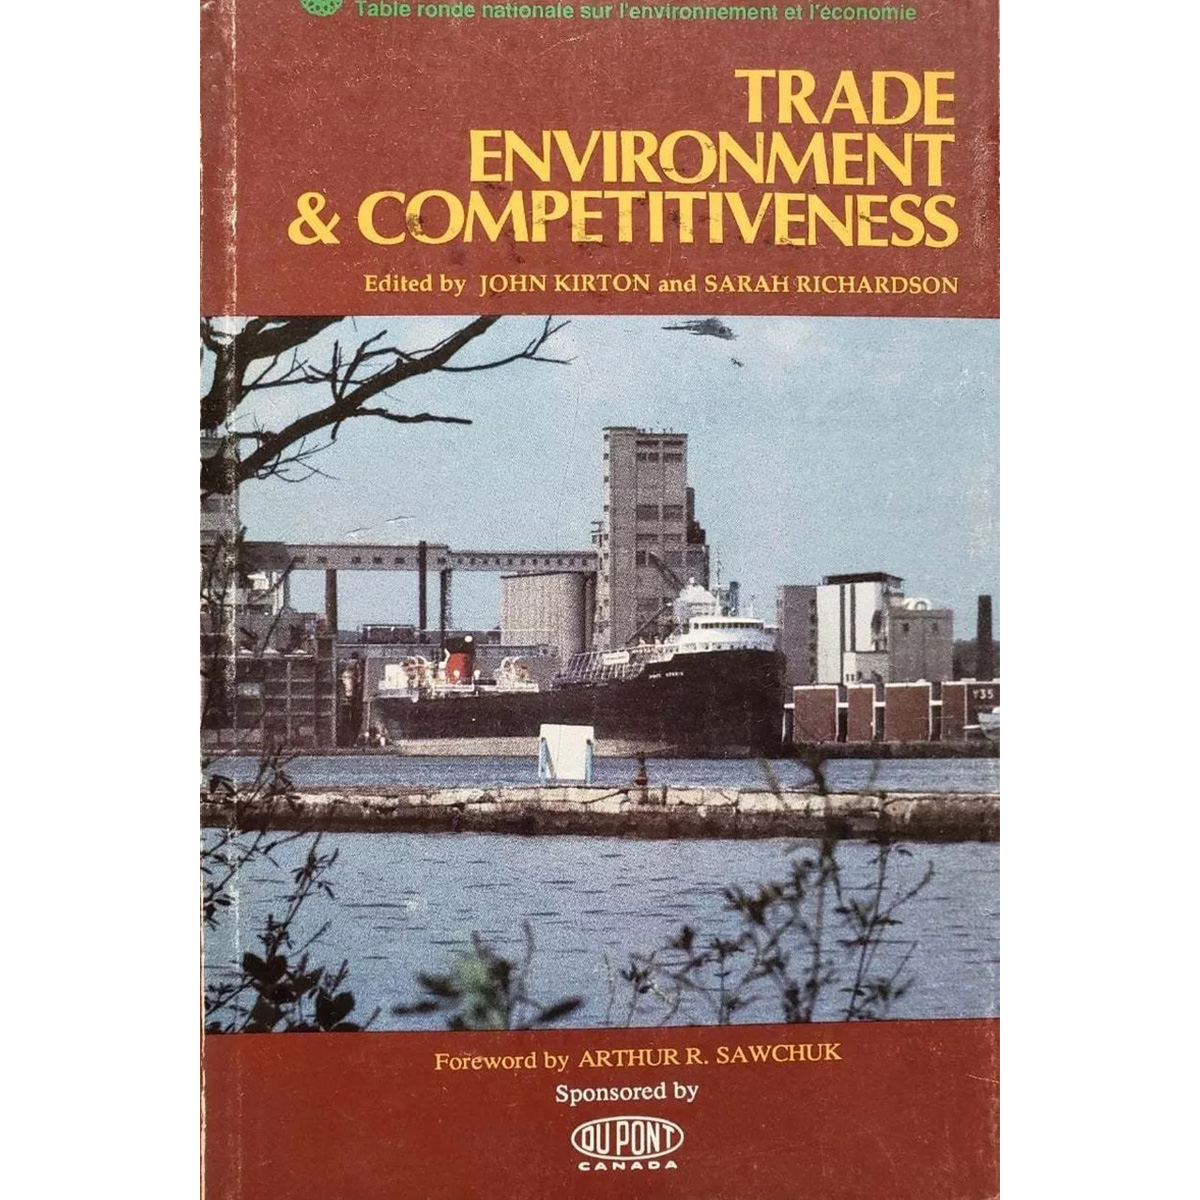 Table ronde nationale sur l'environnement et l'économie
TRADE
ENVIRONMENT
& COMPETITIVENESS
Edited by JOHN KIRTON and SARAH RICHARDSON
Y35
Foreword by ARTHUR R. SAWCHUK
Sponsored by
DU PONT
CANADA